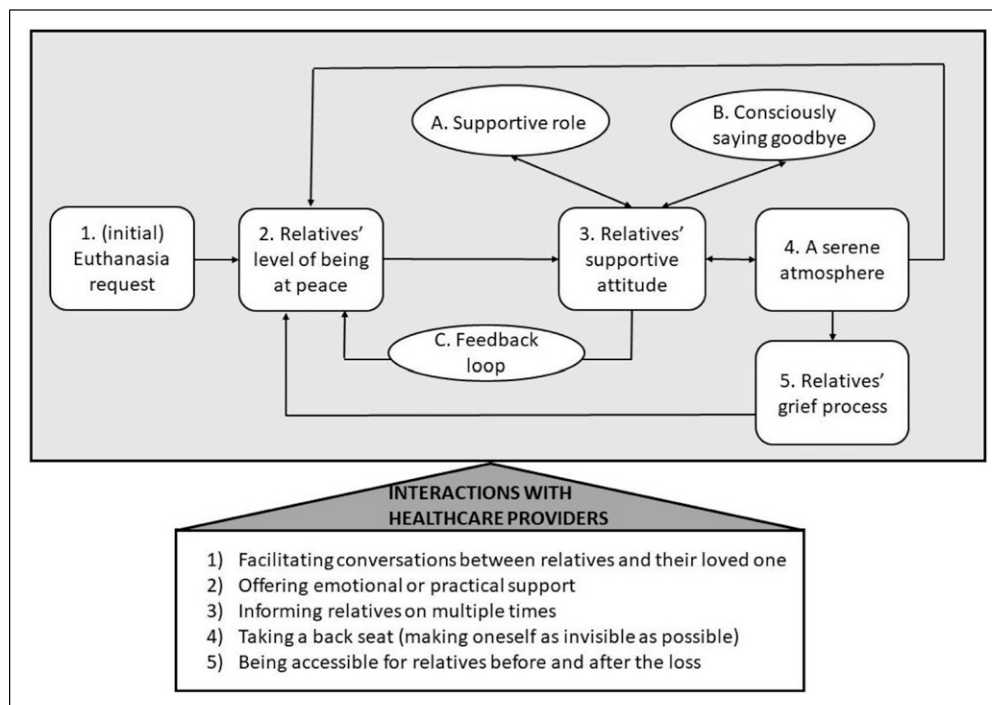 A. Supportive role
B. Consciously
saying goodbye
1. (initial)
Euthanasia
request
2. Relatives'
level of being
at peace
3. Relatives'
supportive
attitude
4. A serene
atmosphere
C. Feedback
loop
5. Relatives'
grief process
INTERACTIONS WITH
HEALTHCARE PROVIDERS
1) Facilitating conversations between relatives and their loved one
2) Offering emotional or practical support
3) Informing relatives on multiple times
4) Taking a back seat (making oneself as invisible as possible)
5) Being accessible for relatives before and after the loss